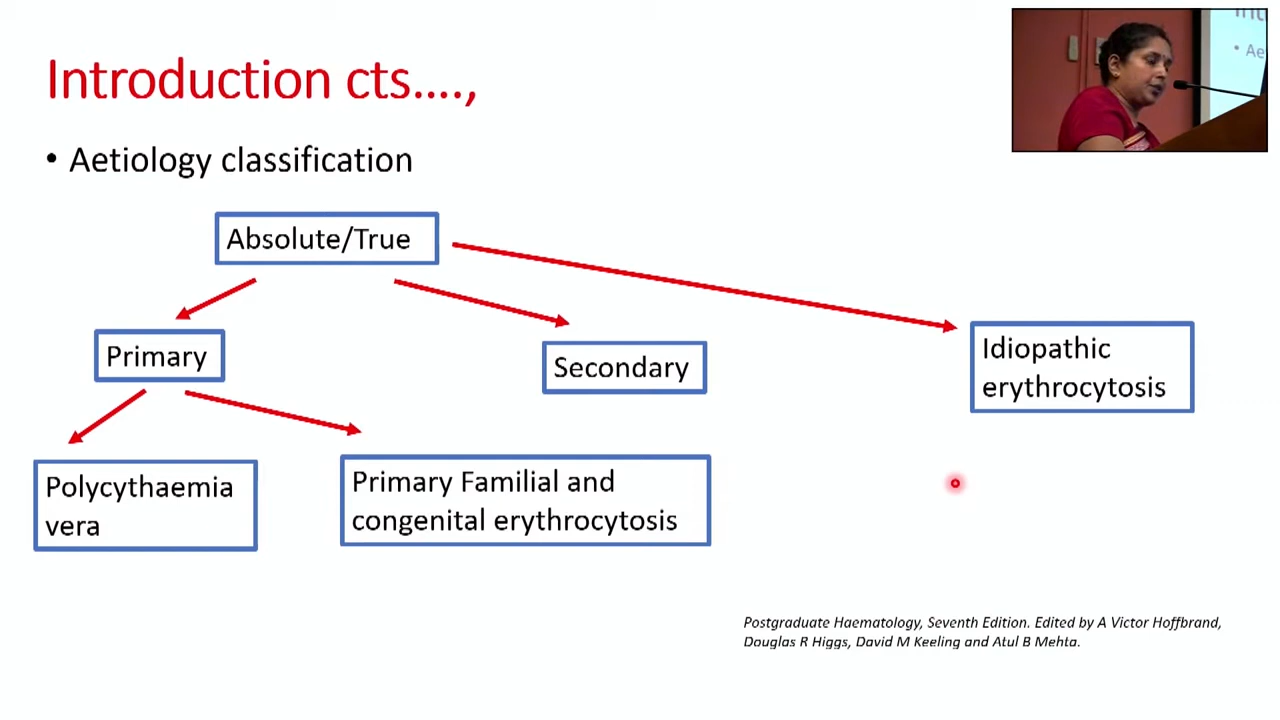 Introduction cts....,
• Aetiology classification
Absolute/True
Primary
Secondary
Idiopathic
erythrocytosis
Polycythaemia
vera
Primary Familial and
congenital erythrocytosis
Postgraduate Haematology, Seventh Edition. Edited by A Victor Hoffbrand,
Douglas R Higgs, David M Keeling and Atul B Mehta.